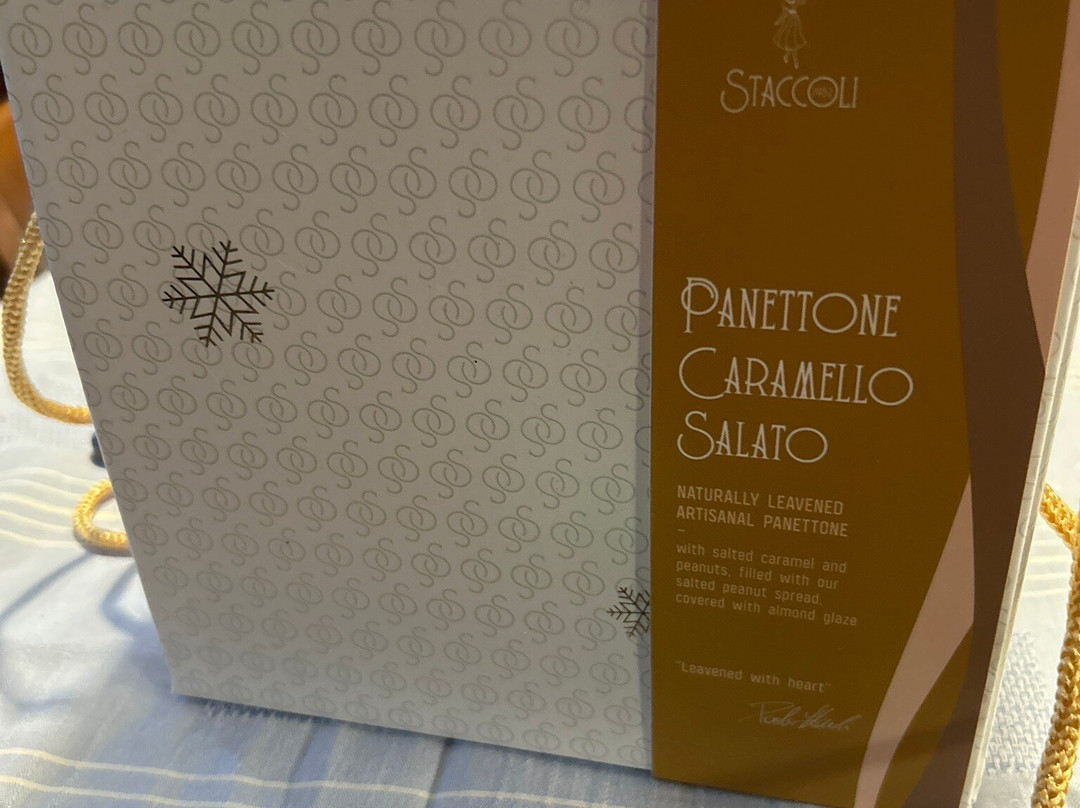 STACCOLI
PANETTONE
CARAMELLO
SALATO
NATURALLY LEAVENED
ARTISANAL PANETTONE
with salted caramel and
peanuts, filled with our
salted peanut spread,
covered with almond glaze
"Leavened with heart"